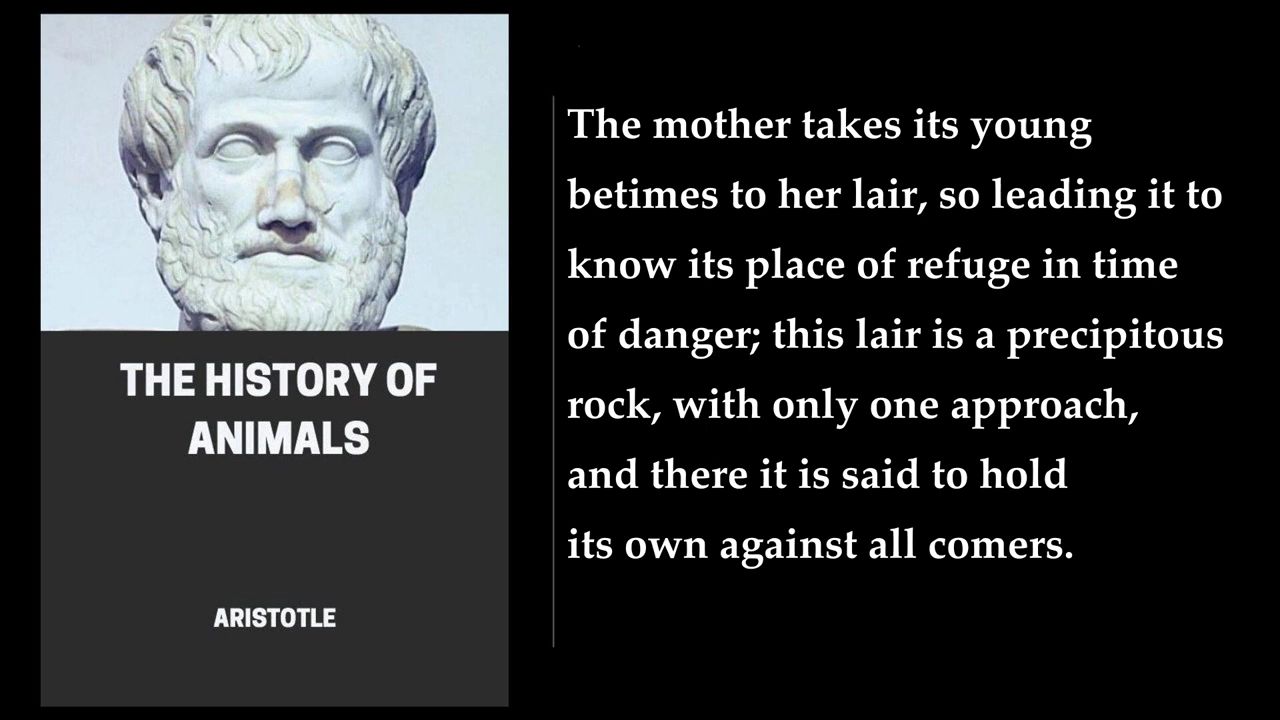 THE HISTORY OF
ANIMALS
ARISTOTLE
The mother takes its young
betimes to her lair, so leading it to
know its place of refuge in time
of danger; this lair is a precipitous
rock, with only one approach,
and there it is said to hold
its own against all comers.